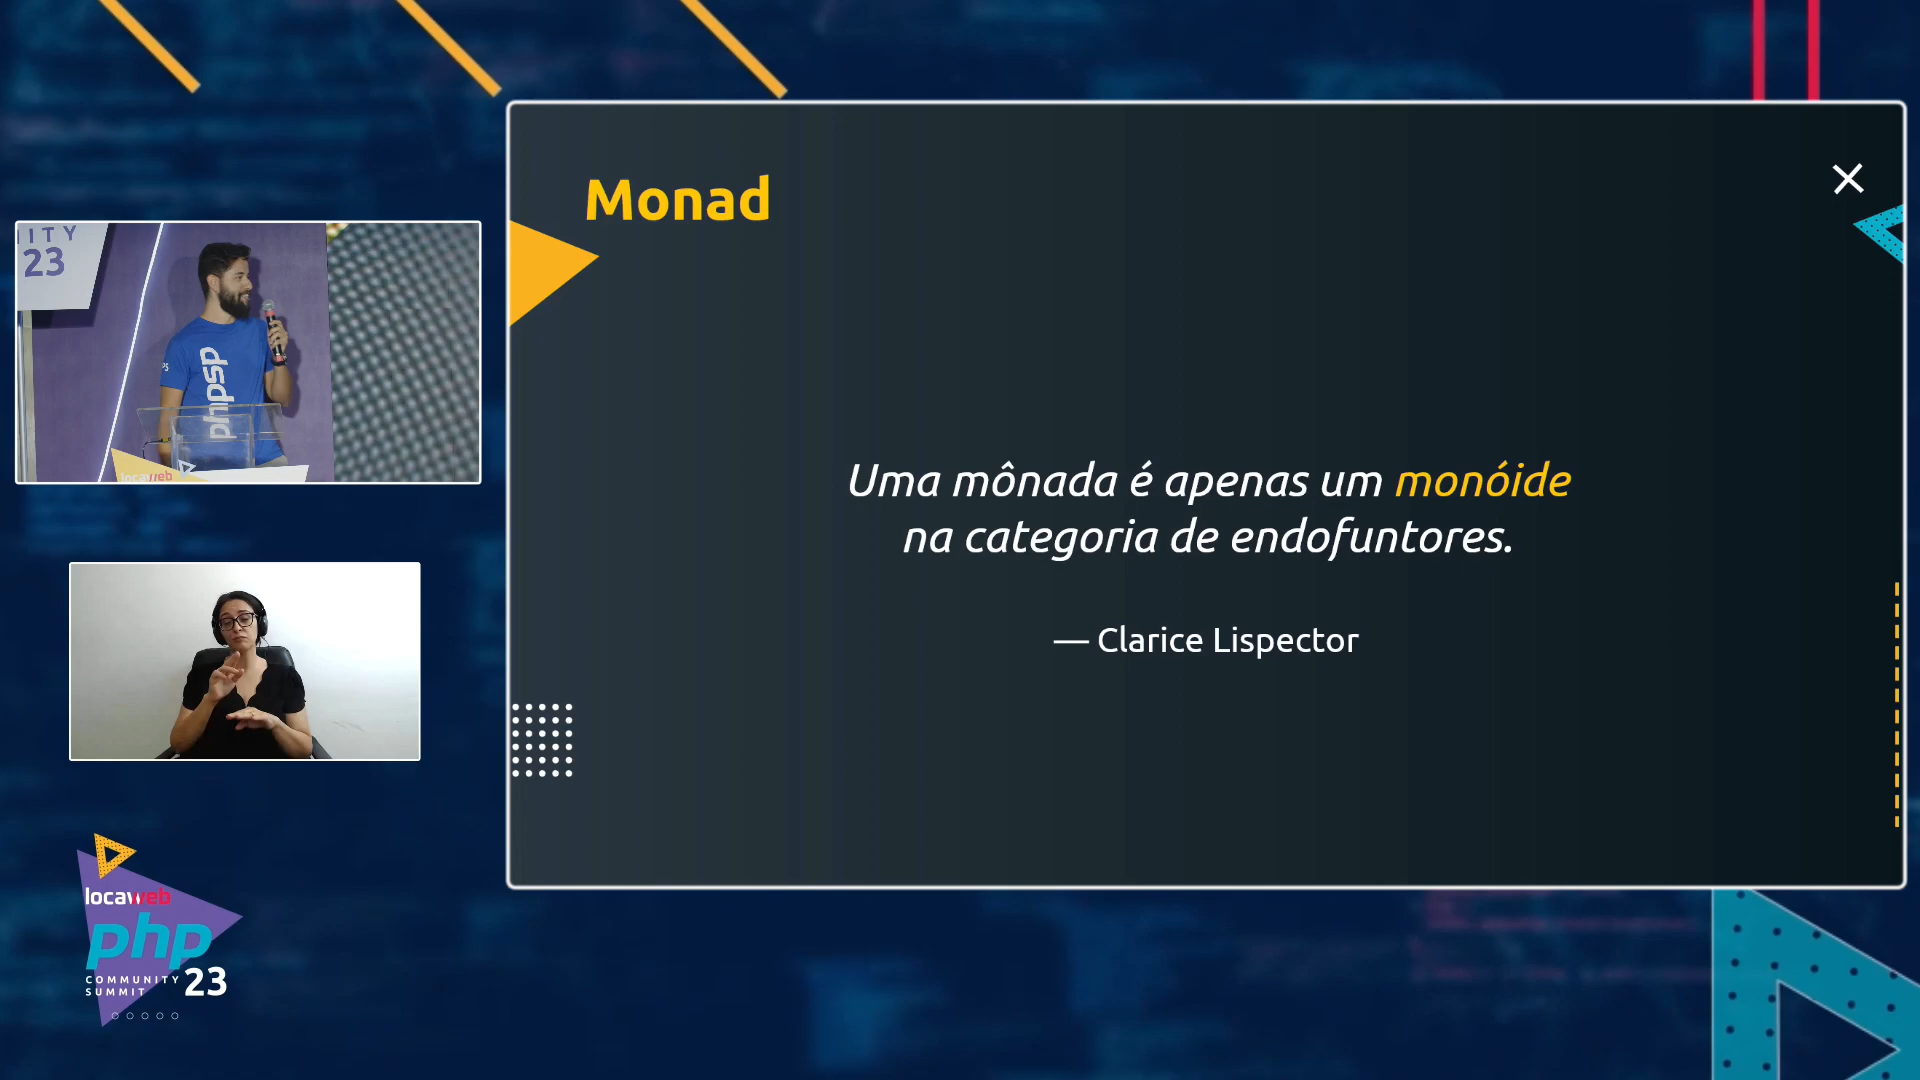 Monad
Uma mônada é apenas um monóide
na categoria de endofuntores.
— Clarice Lispector
ITY
23
phpsp
locaweb
locaweb
php
COMMUNITY
SUMMIT
23